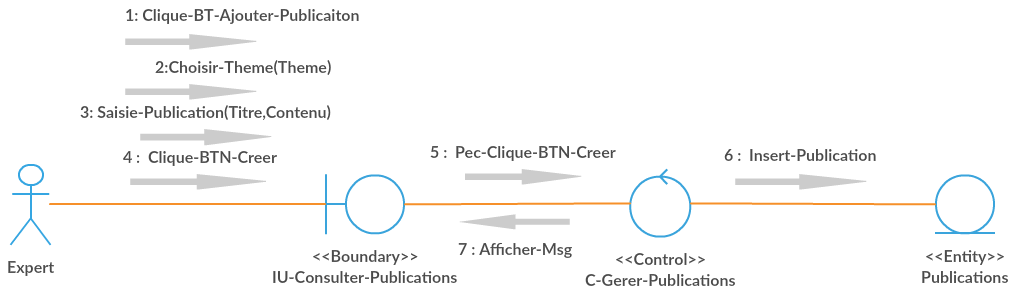 1: Clique-BT-Ajouter-Publicaiton
2:Choisir-Theme(Theme)
3: Saisie-Publication(Titre,Contenu)
4 : Clique-BTN-Creer
5 : Pec-Clique-BTN-Creer
6 : Insert-Publication
7 : Afficher-Msg
Expert
<<Boundary>>
IU-Consulter-Publications
<<Control>>
C-Gerer-Publications
<<Entity>>
Publications